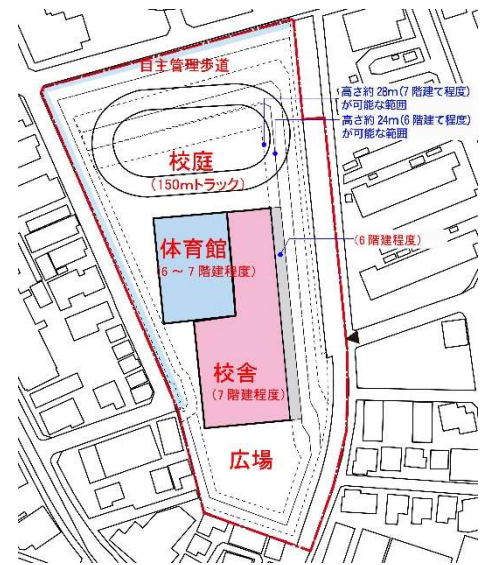 自主管理歩道
高さ約28m(7階建て程度)
が可能な範囲
高さ約24m(6階建て程度)
が可能な範囲
校庭
(150mトラック)
体育館
(6～7階建程度)
(6階建程度)
校舎
(7階建程度)
広場